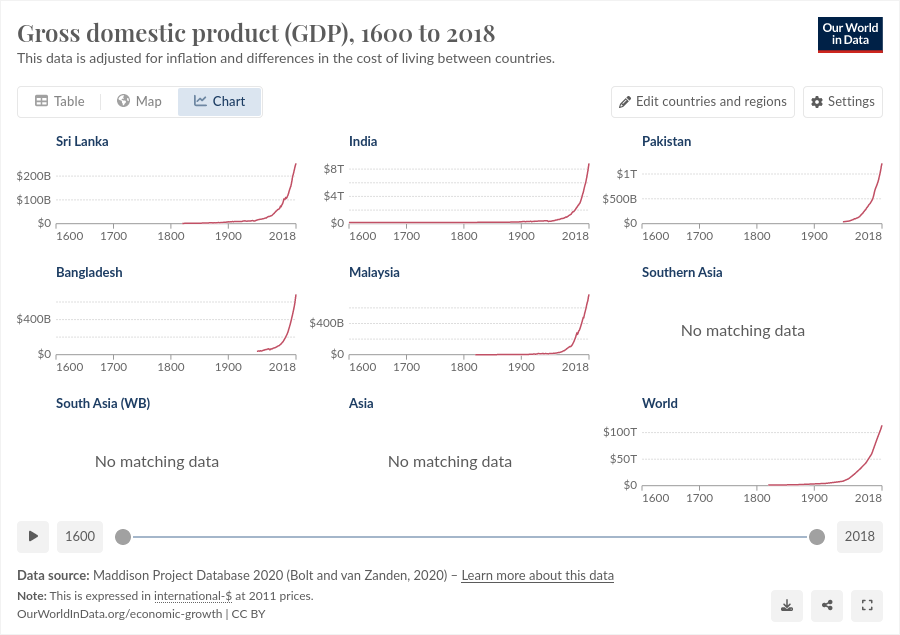 Gross domestic product (GDP), 1600 to 2018
This data is adjusted for inflation and differences in the cost of living between countries.
Our World
in Data
Table
Map
Chart
Edit countries and regions
Settings
Sri Lanka
$200B
$100B
$0
1600 1700 1800 1900 2018
India
$8T
$4T
$0
1600 1700 1800 1900 2018
Pakistan
$1T
$500B
$0
1600 1700 1800 1900 2018
Bangladesh
$400B
$0
1600 1700 1800 1900 2018
Malaysia
$400B
$0
1600 1700 1800 1900 2018
Southern Asia
No matching data
South Asia (WB)
No matching data
Asia
No matching data
World
$100T
$50T
$0
1600 1700 1800 1900 2018
1600
2018
Data source: Maddison Project Database 2020 (Bolt and van Zanden, 2020) – Learn more about this data
Note: This is expressed in international-$ at 2011 prices.
OurWorldInData.org/economic-growth | CC BY